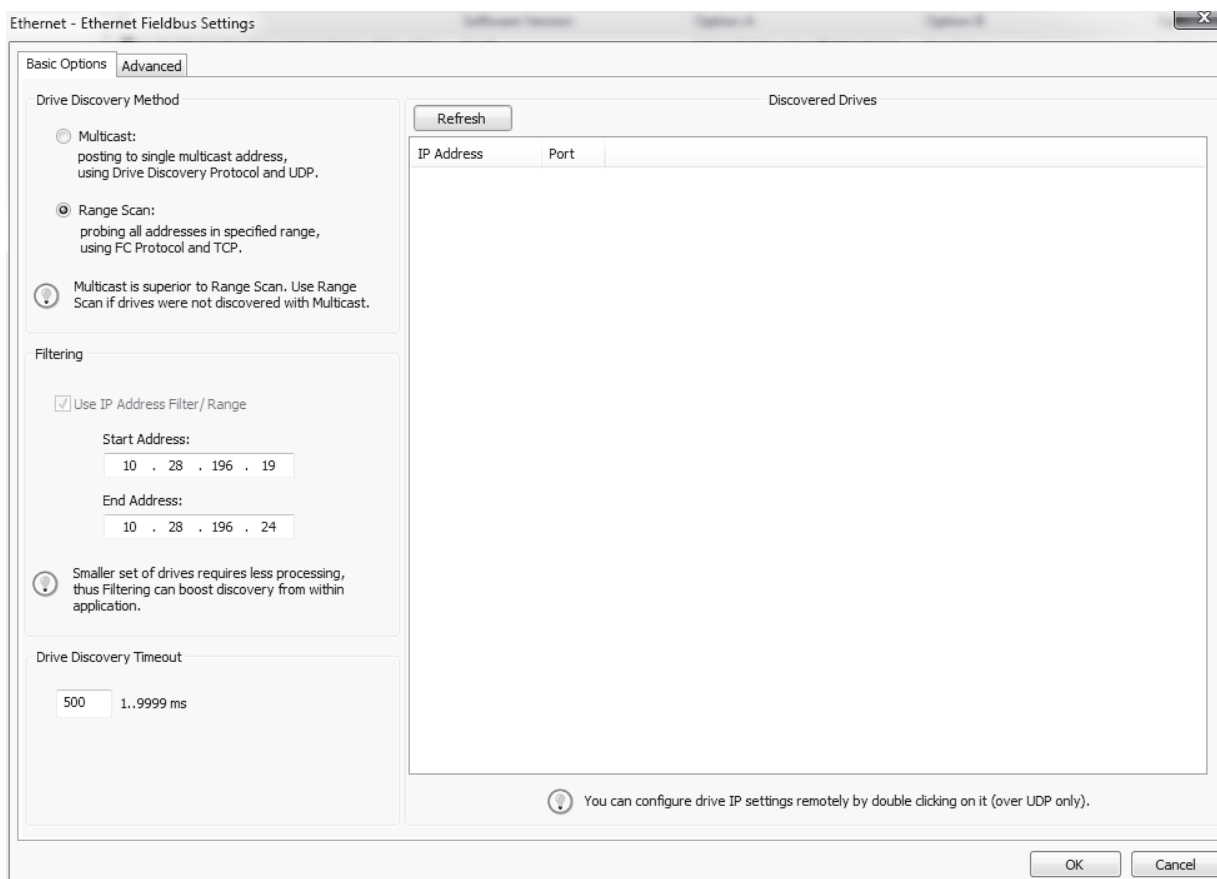 Ethernet - Ethernet Fieldbus Settings
Software Version Option A Option B
Basic Options Advanced
Drive Discovery Method
Multicast:
posting to single multicast address,
using Drive Discovery Protocol and UDP.
Range Scan:
probing all addresses in specified range,
using FC Protocol and TCP.
Multicast is superior to Range Scan. Use Range
Scan if drives were not discovered with Multicast.
Filtering
Use IP Address Filter/Range
Start Address:
10 . 28 . 196 . 19
End Address:
10 . 28 . 196 . 24
Smaller set of drives requires less processing,
thus Filtering can boost discovery from within
application.
Drive Discovery Timeout
500 1..9999 ms
Discovered Drives
Refresh
IP Address Port
You can configure drive IP settings remotely by double clicking on it (over UDP only).
OK Cancel